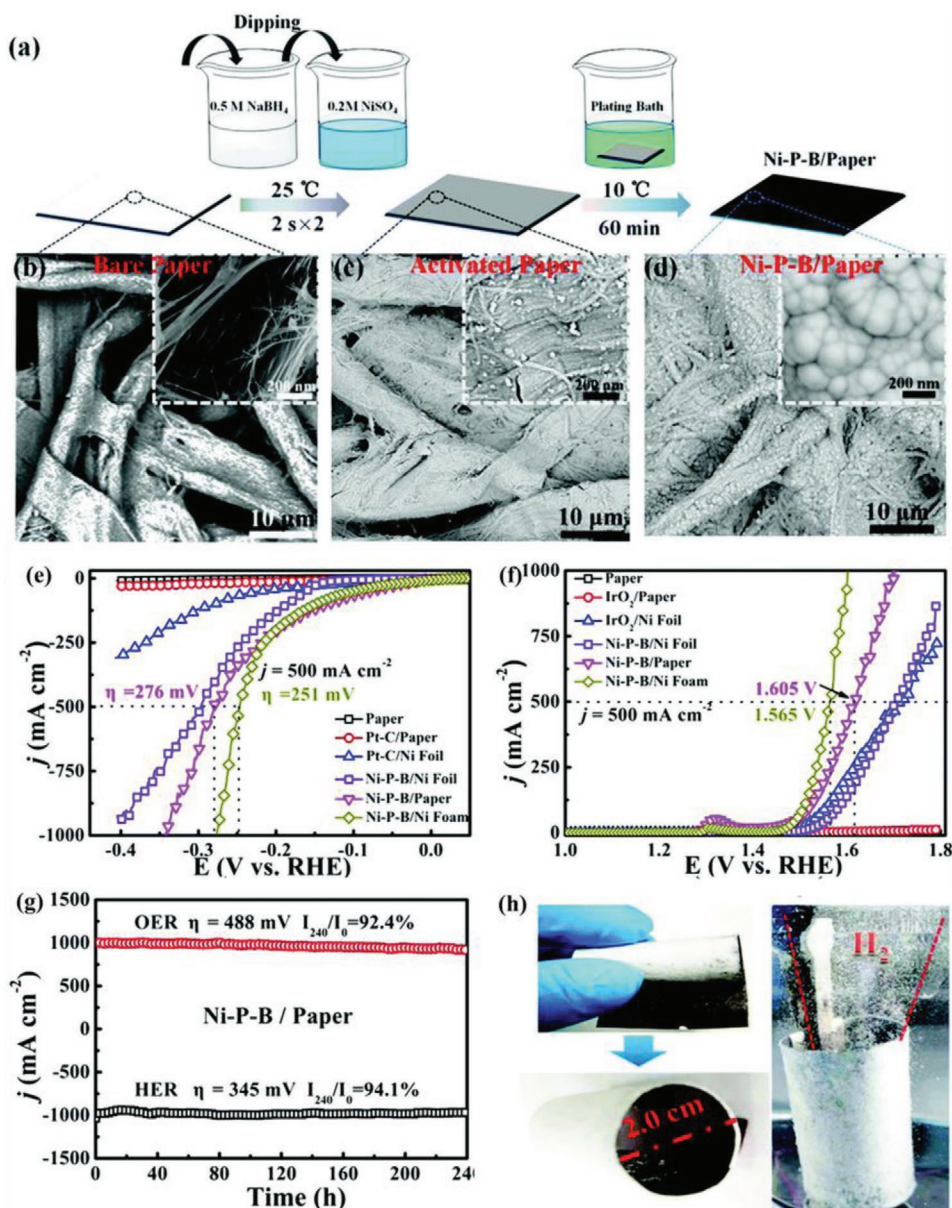 (a)
Dipping
0.5 M NaBH₄
0.2M NiSO₄
Plating Bath
25 ℃
2 s×2
10 ℃
60 min
Ni-P-B/Paper
(b)
Bare Paper
200 nm
10 μm
(c)
Activated Paper
200 nm
10 μm
(d)
Ni-P-B/Paper
200 nm
10 μm
(e)
0
-250
-500
-750
-1000
j (mA cm⁻²)
j = 500 mA cm⁻²
η =276 mV
η =251 mV
Paper
Pt-C/Paper
Pt-C/Ni Foil
Ni-P-B/Ni Foil
Ni-P-B/Paper
Ni-P-B/Ni Foam
-0.4
-0.3
-0.2
-0.1
0.0
E (V vs. RHE)
(f)
1000
750
500
250
0
j (mA cm⁻²)
Paper
IrO₂/Paper
IrO₂/Ni Foil
Ni-P-B/Ni Foil
Ni-P-B/Paper
Ni-P-B/Ni Foam
1.605 V
j = 500 mA cm⁻²
1.565 V
1.0
1.2
1.4
1.6
1.8
E (V vs. RHE)
(g)
1500
1000
500
0
-500
-1000
-1500
j (mA cm⁻²)
OER η = 488 mV I₂₄₀/I₀=92.4%
Ni-P-B / Paper
HER η = 345 mV I₂₄₀/I₀=94.1%
0
40
80
120
160
200
240
Time (h)
(h)
2.0 cm
H₂